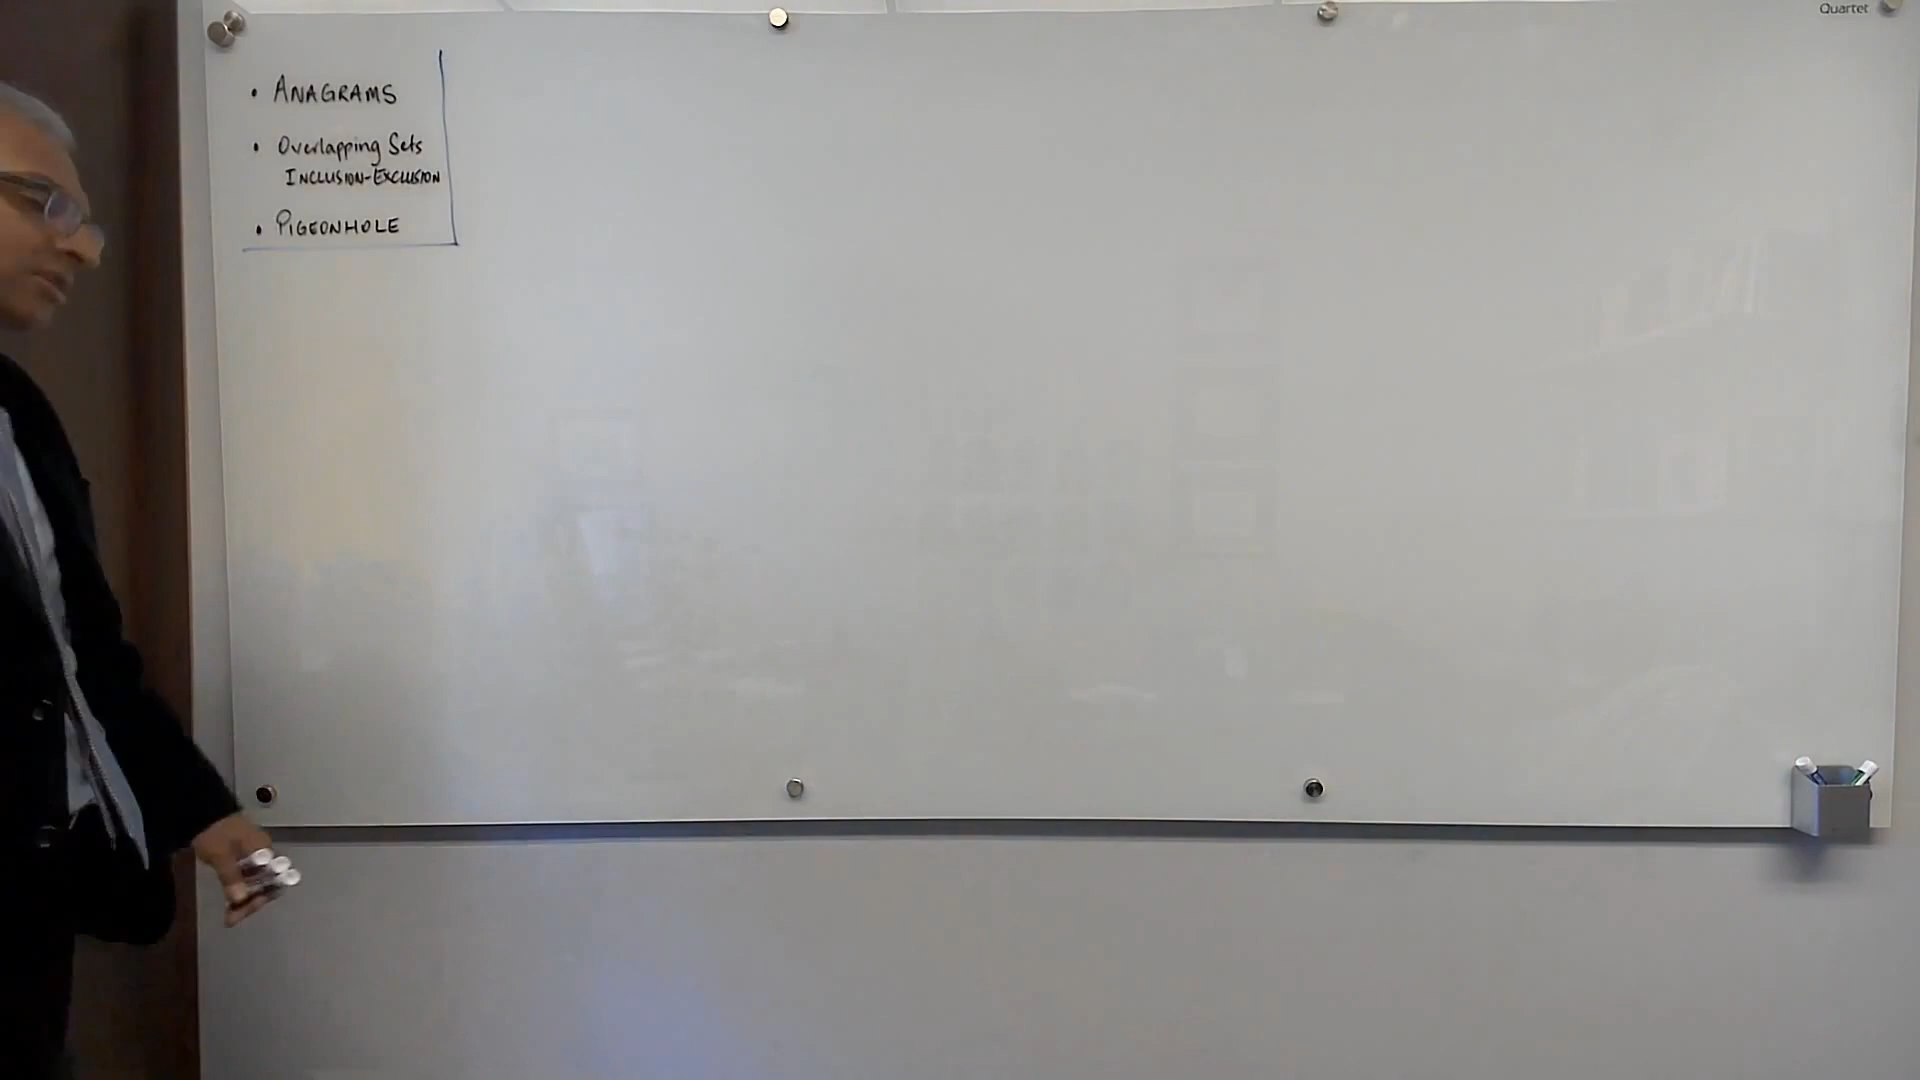 Quartet
• ANAGRAMS
• Overlapping Sets
INCLUSION-EXCLUSION
• PIGEONHOLE